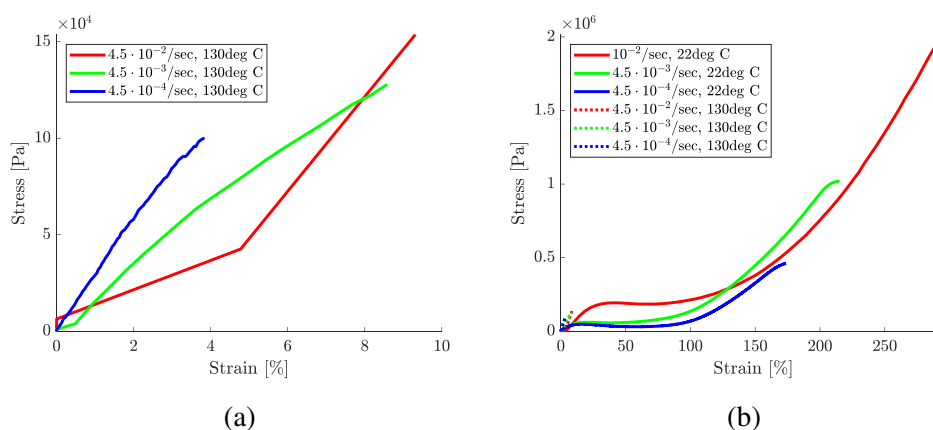 ×10⁴
15
10
5
0
0 2 4 6 8 10
Stress [Pa]
Strain [%]
4.5 · 10⁻²/sec, 130deg C
4.5 · 10⁻³/sec, 130deg C
4.5 · 10⁻⁴/sec, 130deg C
(a)
×10⁶
2
1.5
1
0.5
0
0 50 100 150 200 250
Stress [Pa]
Strain [%]
10⁻²/sec, 22deg C
4.5 · 10⁻³/sec, 22deg C
4.5 · 10⁻⁴/sec, 22deg C
4.5 · 10⁻²/sec, 130deg C
4.5 · 10⁻³/sec, 130deg C
4.5 · 10⁻⁴/sec, 130deg C
(b)